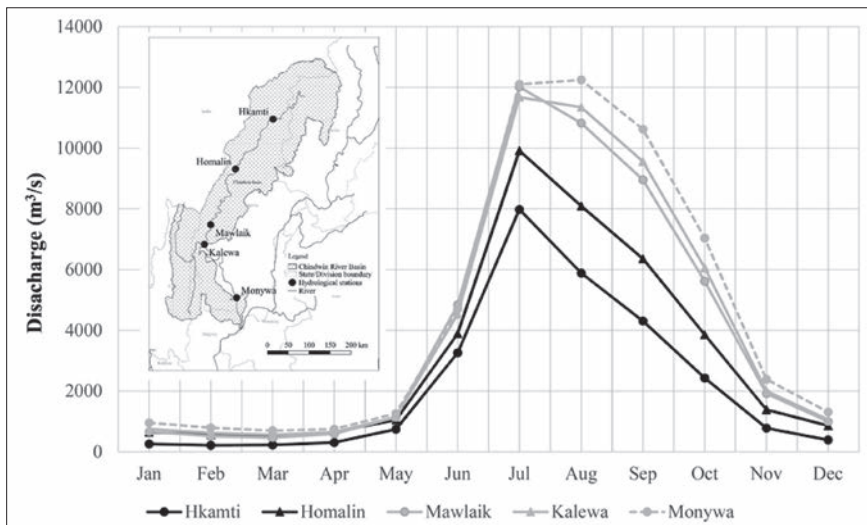 14000
12000
10000
8000
6000
4000
2000
0
Disacharge (m³/s)
Hkamti
Homalin
Chindwin Basin
Mawlaik
Kalewa
Monywa
Legend
Chindwin River Basin
State/Division boundary
Hydrological stations
River
0 50 100 150 200 km
Jan Feb Mar Apr May Jun Jul Aug Sep Oct Nov Dec
Hkamti Homalin Mawlaik Kalewa Monywa